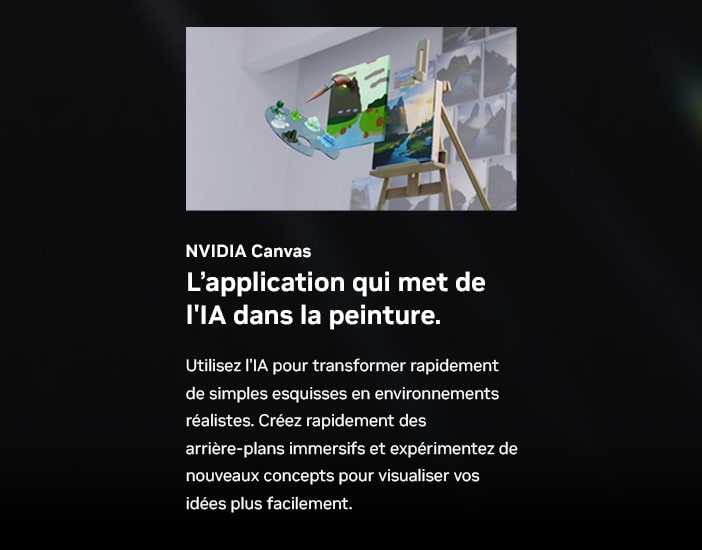 NVIDIA Canvas
L’application qui met de
l'IA dans la peinture.
Utilisez l’IA pour transformer rapidement
de simples esquisses en environnements
réalistes. Créez rapidement des
arrière-plans immersifs et expérimentez de
nouveaux concepts pour visualiser vos
idées plus facilement.